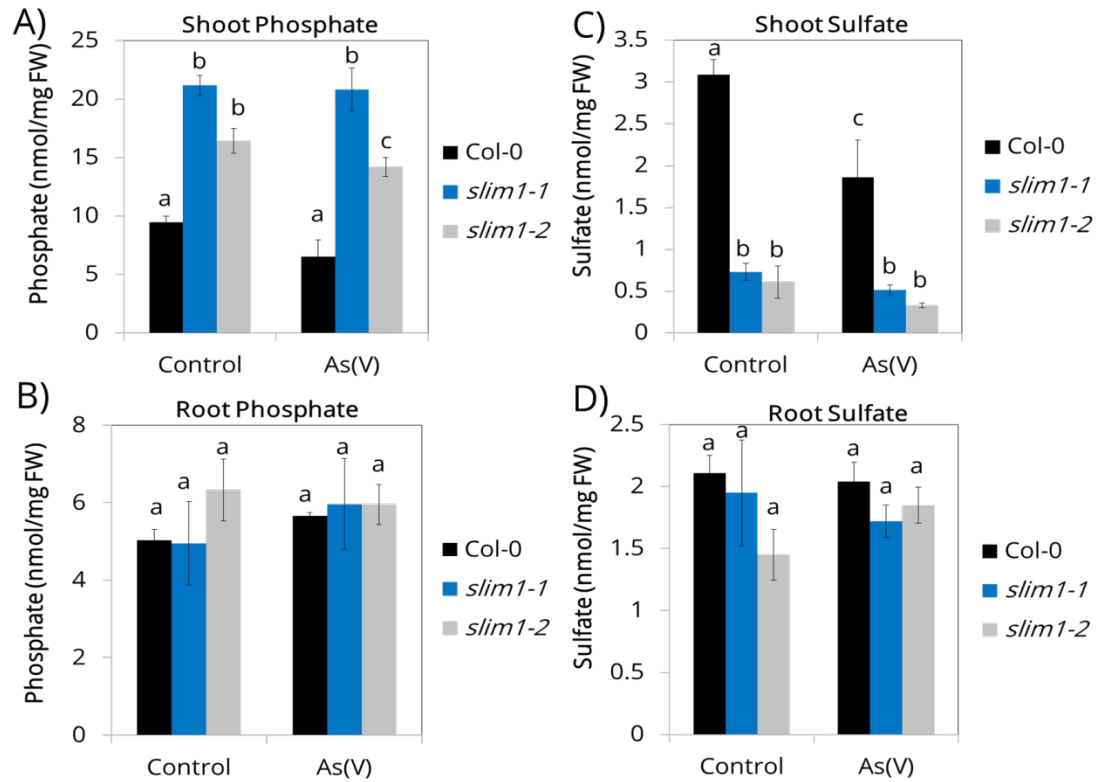 A)
Shoot Phosphate
Phosphate (nmol/mg FW)
25
20
15
10
5
0
a
b
b
a
b
c
Control
As(V)
Col-0
slim1-1
slim1-2
C)
Shoot Sulfate
Sulfate (nmol/mg FW)
3.5
3
2.5
2
1.5
1
0.5
0
a
b
b
c
b
b
Control
As(V)
Col-0
slim1-1
slim1-2
B)
Root Phosphate
Phosphate (nmol/mg FW)
8
6
4
2
0
a
a
a
a
a
a
Control
As(V)
Col-0
slim1-1
slim1-2
D)
Root Sulfate
Sulfate (nmol/mg FW)
2.5
2
1.5
1
0.5
0
a
a
a
a
a
a
Control
As(V)
Col-0
slim1-1
slim1-2